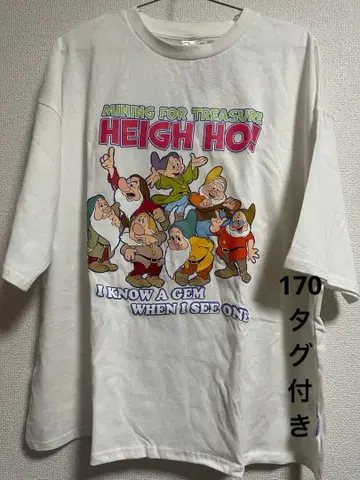 MINING FOR TREASURE
HEIGH HO!
I KNOW A GEM
WHEN I SEE ONE
170
タグ付き